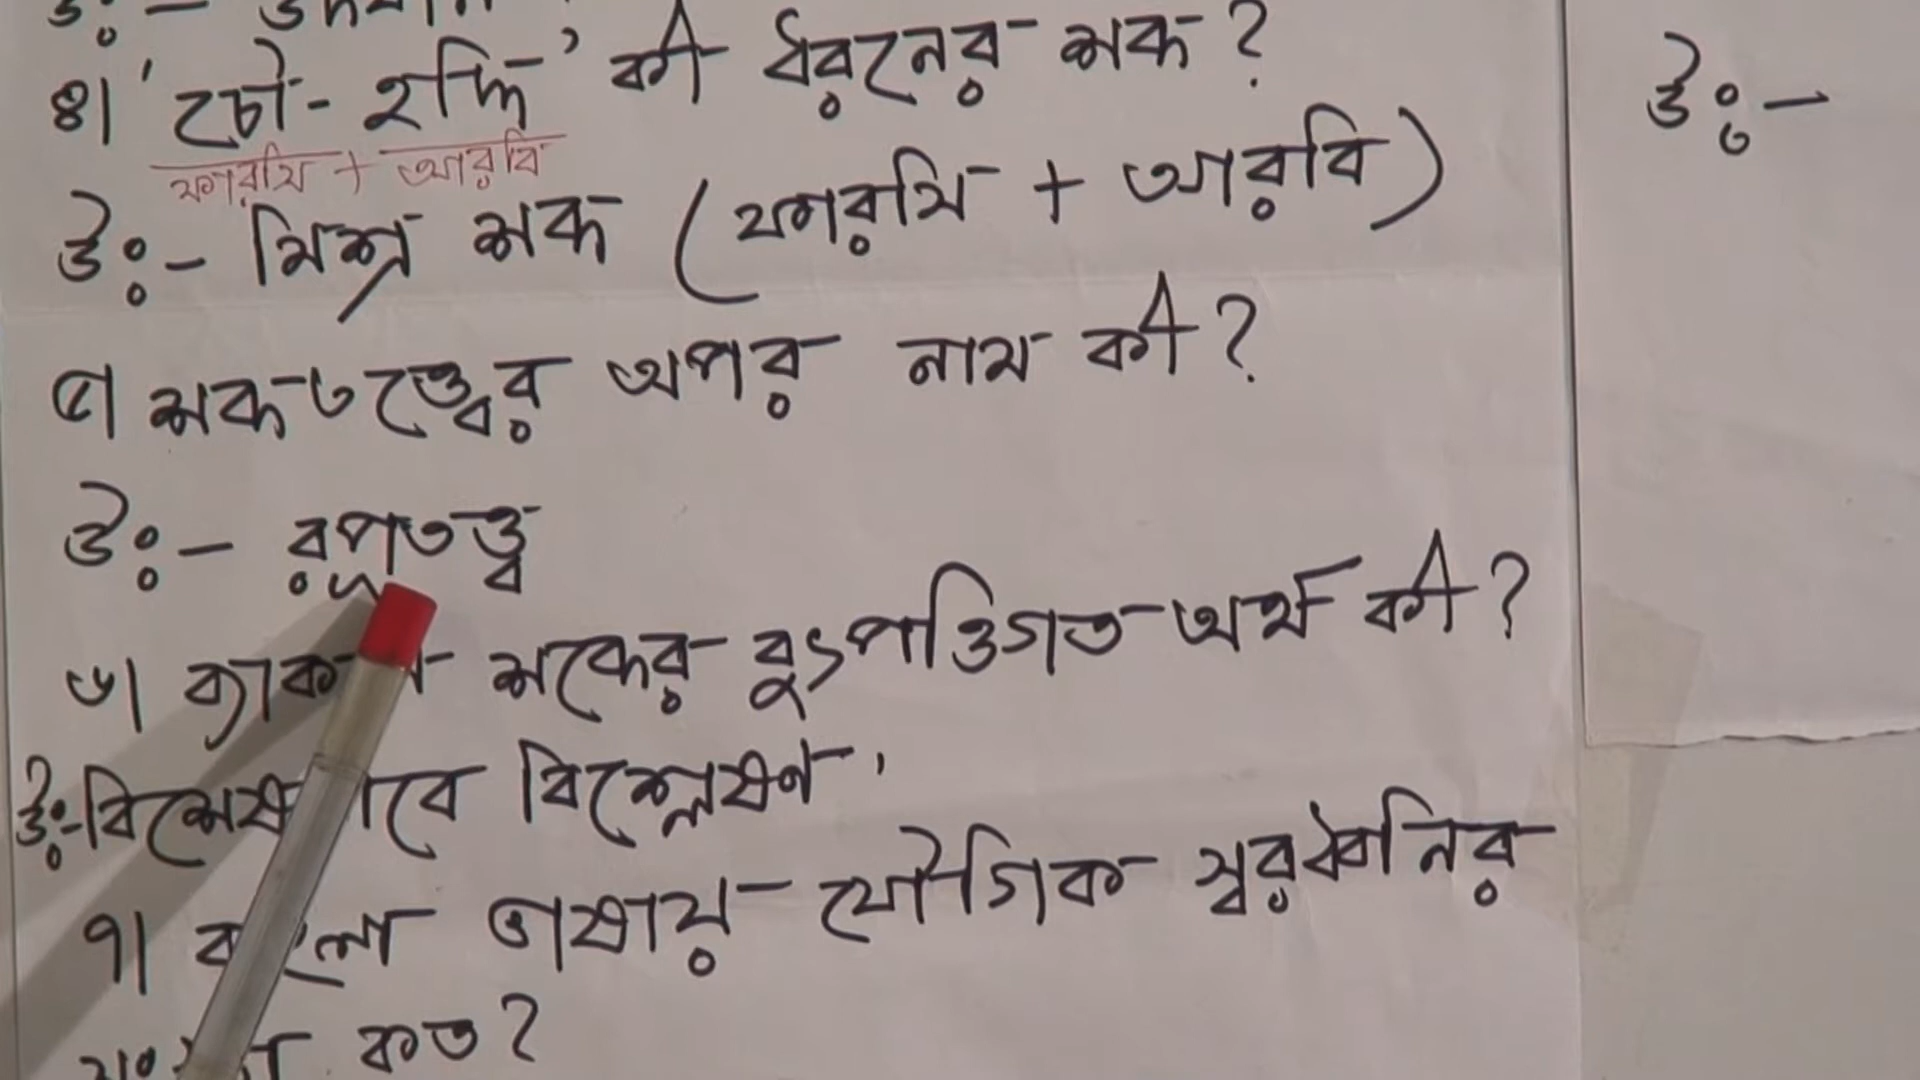 ৪। 'চৌ-হদ্দি' কী ধরনের শব্দ?
ফারসি + আরবি
উঃ- মিশ্র শব্দ (ফারসি + আরবি)
৫। শব্দতত্ত্বের অপর নাম কী?
উঃ- রূপতত্ত্ব
৬। শব্দের বুৎপত্তিগত অর্থ কী?
উঃ- বিশ্লেষণ।
৭। ভাষায় যৌগিক স্বরধ্বনির
কত?
উঃ-